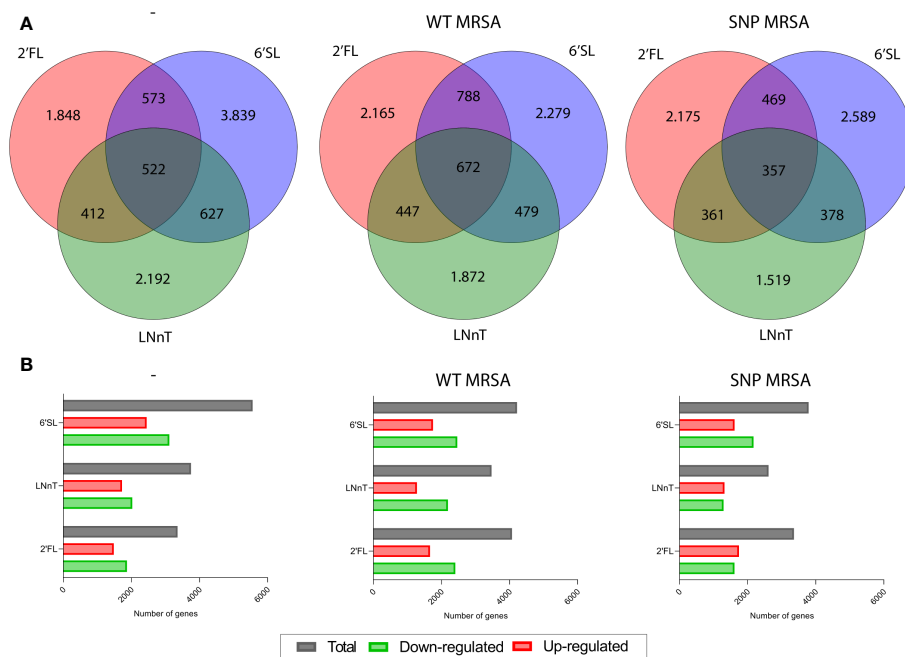 A
-
WT MRSA
SNP MRSA
2'FL
6'SL
1.848
573
3.839
522
412
627
2.192
LNnT
2'FL
6'SL
2.165
788
2.279
672
447
479
1.872
LNnT
2'FL
6'SL
2.175
469
2.589
357
361
378
1.519
LNnT
B
-
WT MRSA
SNP MRSA
6'SL
LNnT
2'FL
0
2000
4000
6000
Number of genes
6'SL
LNnT
2'FL
0
2000
4000
6000
Number of genes
6'SL
LNnT
2'FL
0
2000
4000
6000
Number of genes
Total Down-regulated Up-regulated